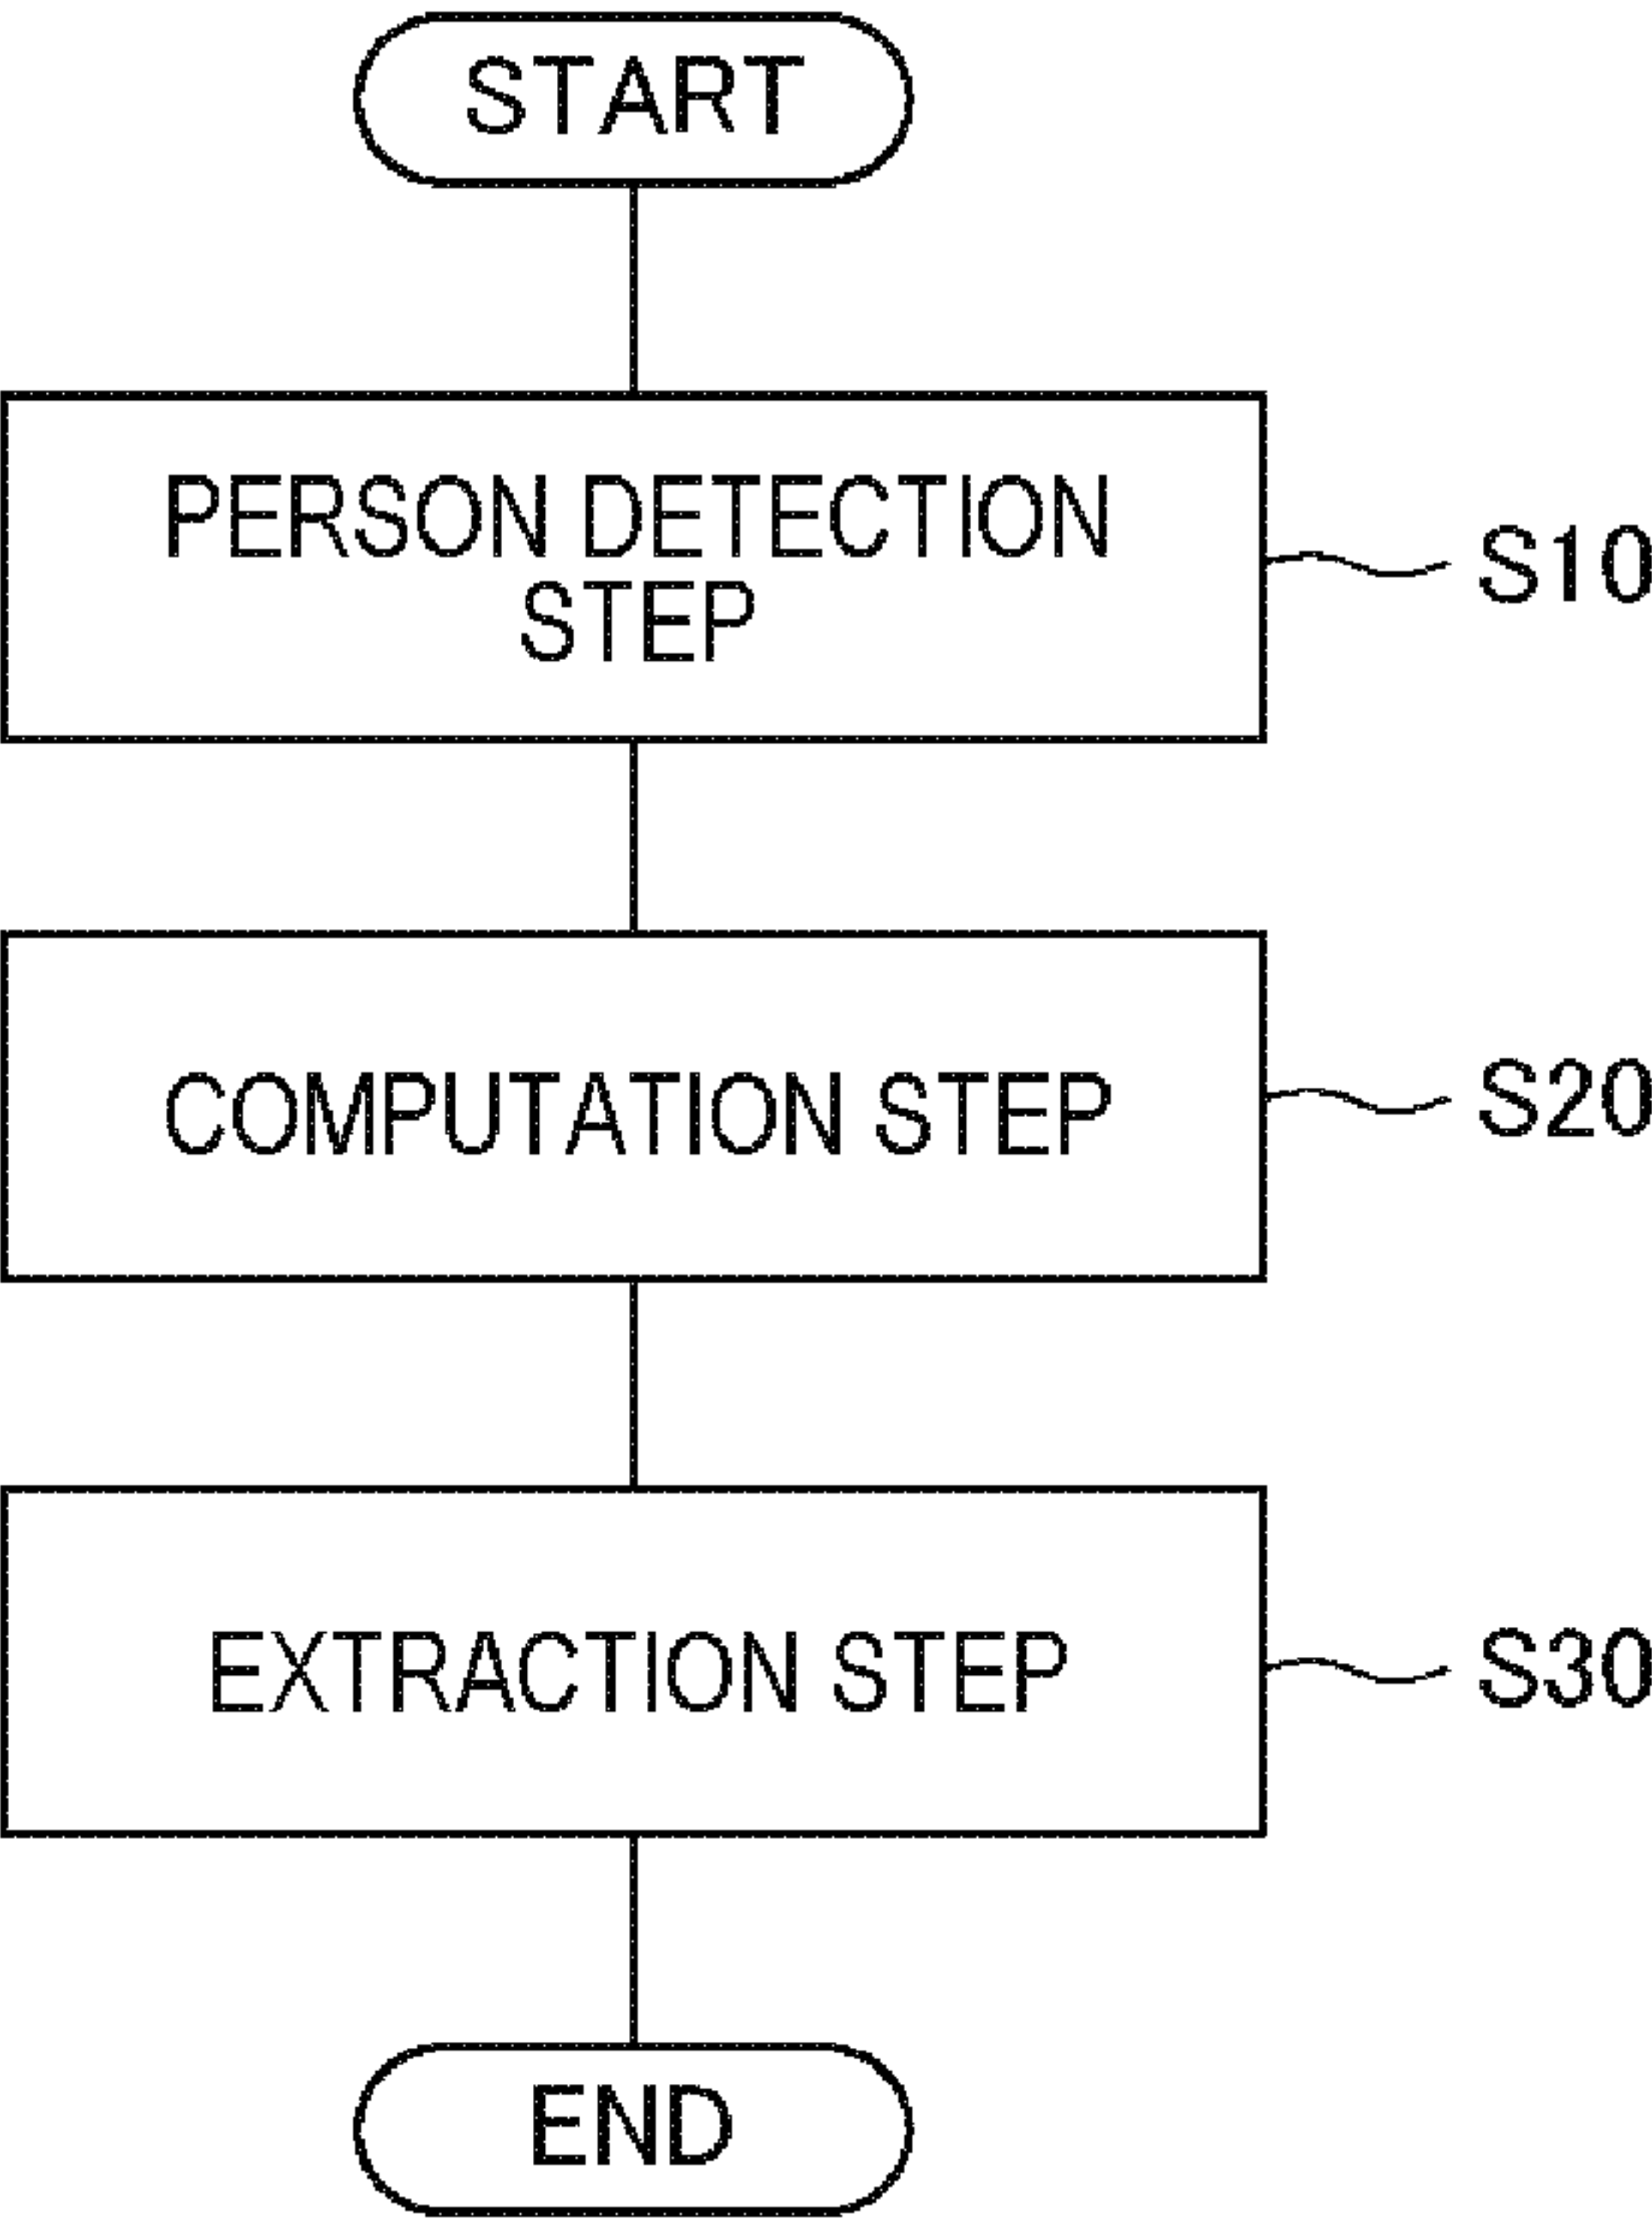 START
PERSON DETECTION
STEP
S10
COMPUTATION STEP
S20
EXTRACTION STEP
S30
END